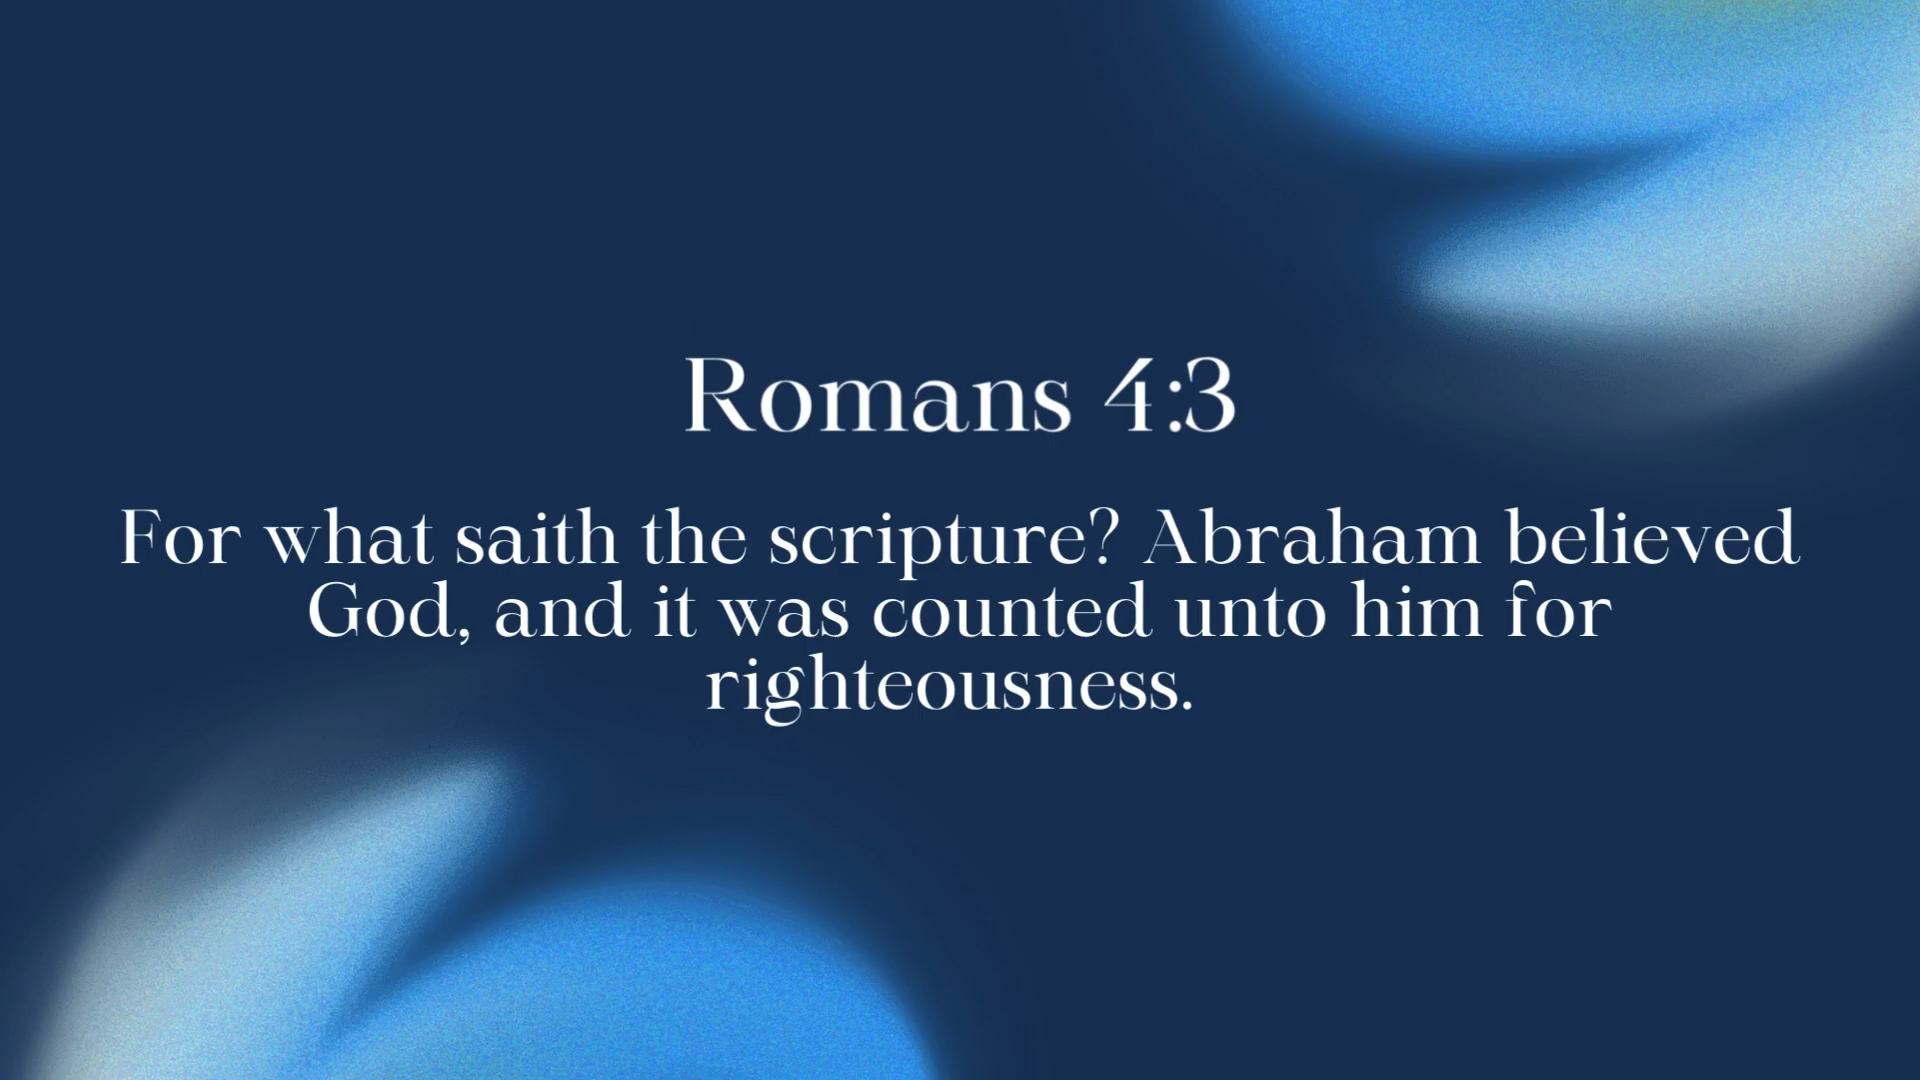 Romans 4:3
For what saith the scripture? Abraham believed
God, and it was counted unto him for
righteousness.